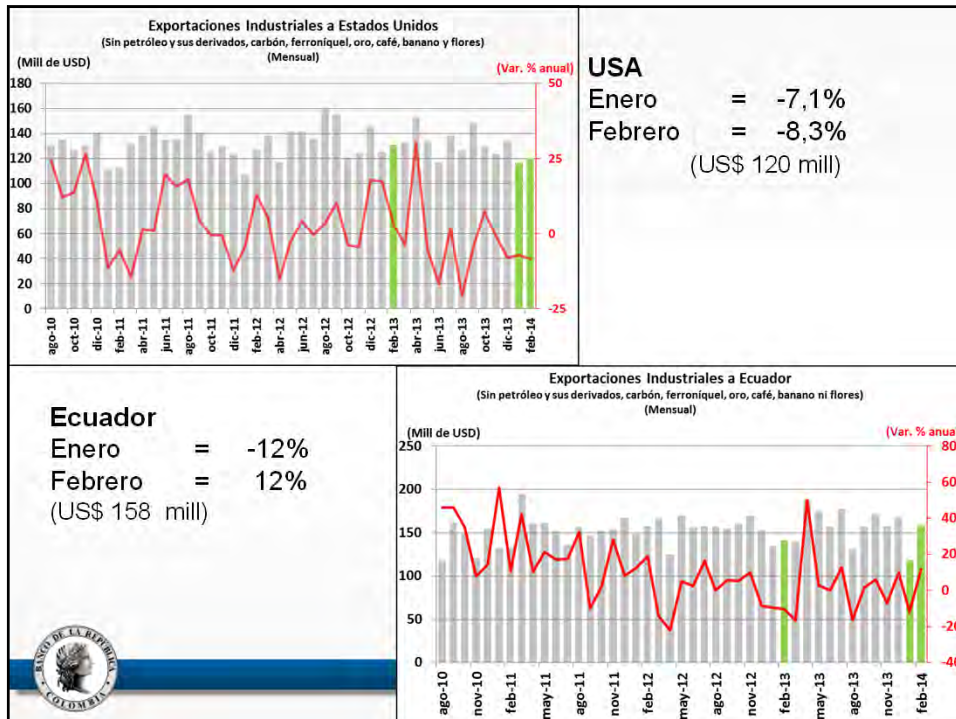 Exportaciones Industriales a Estados Unidos
(Sin petróleo y sus derivados, carbón, ferroníquel, oro, café, banano y flores)
(Mensual)
(Mill de USD)
(Var. % anual)
180
160
140
120
100
80
60
40
20
0
50
25
0
-25
ago-10
oct-10
dic-10
feb-11
abr-11
jun-11
ago-11
oct-11
dic-11
feb-12
abr-12
jun-12
ago-12
oct-12
dic-12
feb-13
abr-13
jun-13
ago-13
oct-13
dic-13
feb-14
USA
Enero = -7,1%
Febrero = -8,3%
(US$ 120 mill)
Ecuador
Enero = -12%
Febrero = 12%
(US$ 158 mill)
BANCO DE LA REPÚBLICA
COLOMBIA
Exportaciones Industriales a Ecuador
(Sin petróleo y sus derivados, carbón, ferroníquel, oro, café, banano ni flores)
(Mensual)
(Mill de USD)
(Var. % anual)
250
200
150
100
50
0
80
60
40
20
0
-20
-40
ago-10
nov-10
feb-11
may-11
ago-11
nov-11
feb-12
may-12
ago-12
nov-12
feb-13
may-13
ago-13
nov-13
feb-14